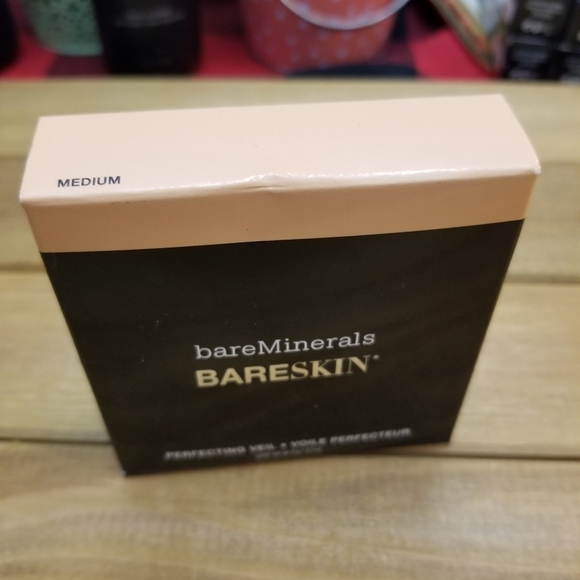 MEDIUM
bareMinerals
BARESKIN®
PERFECTING VEIL • VOILE PERFECTEUR